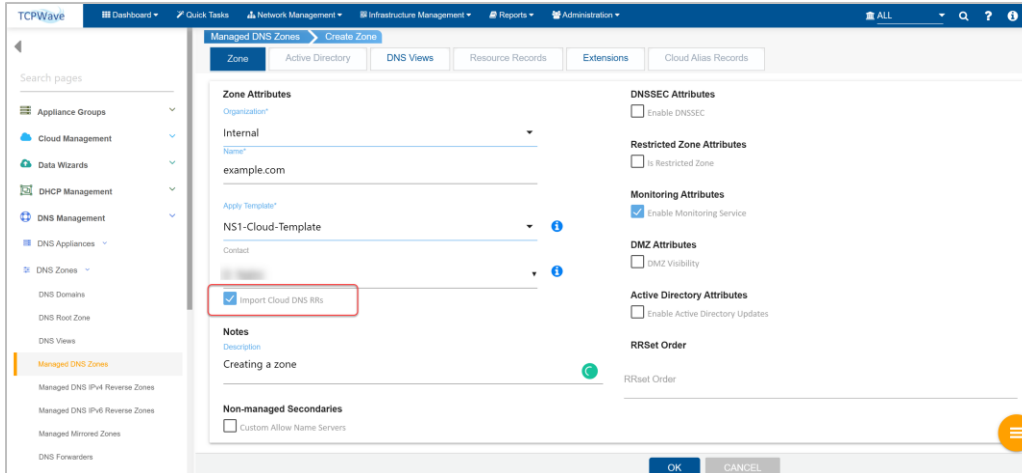 TCPWave
Dashboard
Quick Tasks
Network Management
Infrastructure Management
Reports
Administration
ALL
Managed DNS Zones
Create Zone
Search pages
Appliance Groups
Cloud Management
Data Wizards
DHCP Management
DNS Management
DNS Appliances
DNS Zones
DNS Domains
DNS Root Zone
DNS Views
Managed DNS Zones
Managed DNS IPv4 Reverse Zones
Managed DNS IPv6 Reverse Zones
Managed Mirrored Zones
DNS Forwarders
Zone
Active Directory
DNS Views
Resource Records
Extensions
Cloud Alias Records
Zone Attributes
Organization*
Internal
Name*
example.com
Apply Template*
NS1-Cloud-Template
Contact
Import Cloud DNS RRs
Notes
Description
Creating a zone
Non-managed Secondaries
Custom Allow Name Servers
DNSSEC Attributes
Enable DNSSEC
Restricted Zone Attributes
Is Restricted Zone
Monitoring Attributes
Enable Monitoring Service
DMZ Attributes
DMZ Visibility
Active Directory Attributes
Enable Active Directory Updates
RRSet Order
RRset Order
OK
CANCEL